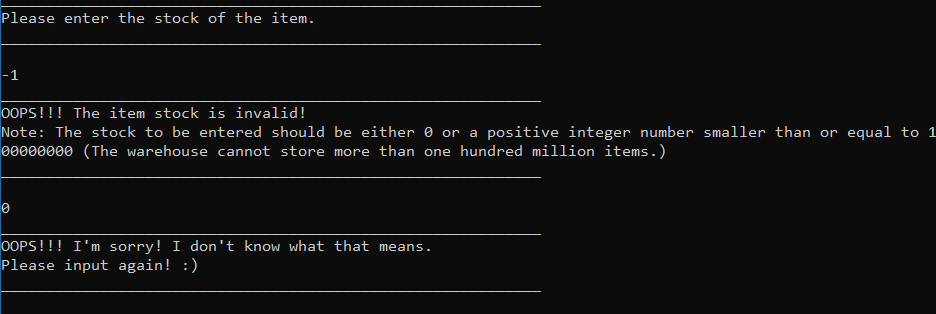 Please enter the stock of the item.
-1
OOPS!!! The item stock is invalid!
Note: The stock to be entered should be either 0 or a positive integer number smaller than or equal to 1
00000000 (The warehouse cannot store more than one hundred million items.)
0
OOPS!!! I'm sorry! I don't know what that means.
Please input again! :)